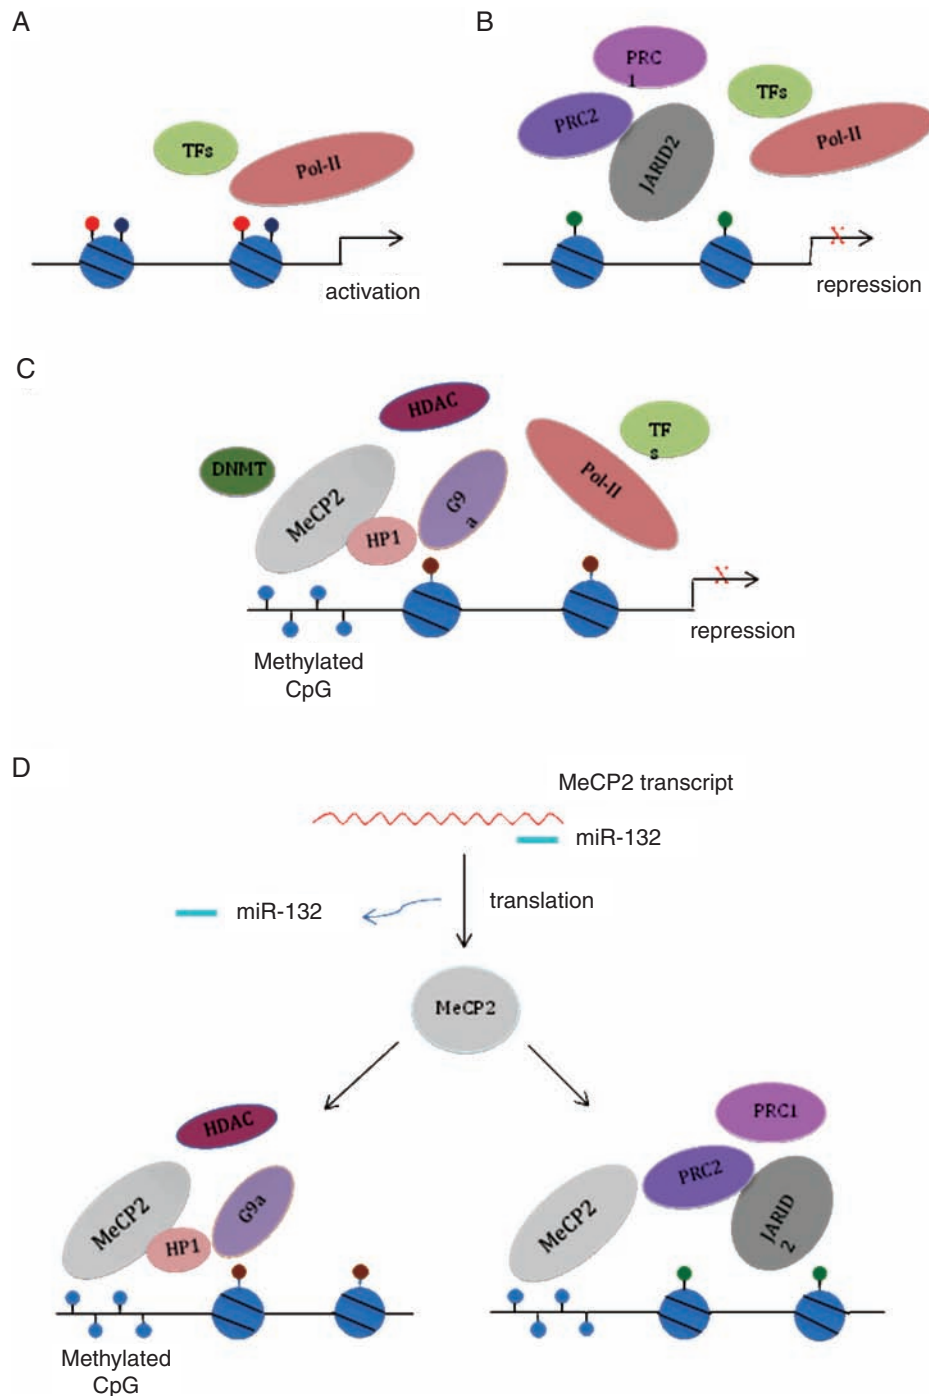 A
TFs
Pol-II
activation
B
PRC
1
PRC2
JARID2
TFs
Pol-II
X
repression
C
HDAC
DNMT
MeCP2
HP1
G9
a
Pol-II
TF
s
X
repression
Methylated
CpG
D
MeCP2 transcript
miR-132
translation
miR-132
MeCP2
HDAC
MeCP2
HP1
G9a
Methylated
CpG
PRC1
PRC2
MeCP2
JARID
2